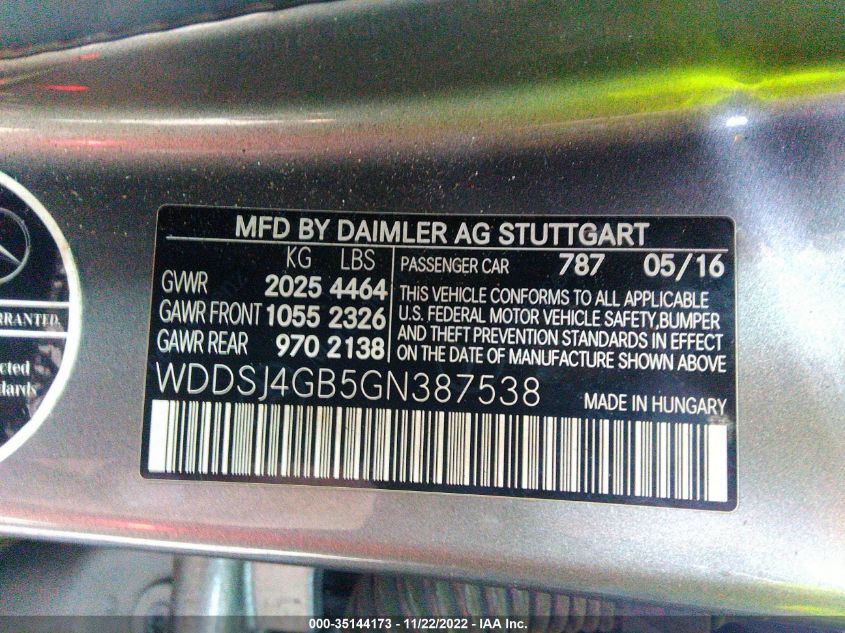 MFD BY DAIMLER AG STUTTGART
KG LBS
GVWR 2025 4464
GAWR FRONT 1055 2326
GAWR REAR 970 2138
PASSENGER CAR 787 05/16
THIS VEHICLE CONFORMS TO ALL APPLICABLE
U.S. FEDERAL MOTOR VEHICLE SAFETY,BUMPER
AND THEFT PREVENTION STANDARDS IN EFFECT
ON THE DATE OF MANUFACTURE SHOWN ABOVE
WDDSJ4GB5GN387538
MADE IN HUNGARY
000-35144173 - 11/22/2022 - IAA Inc.